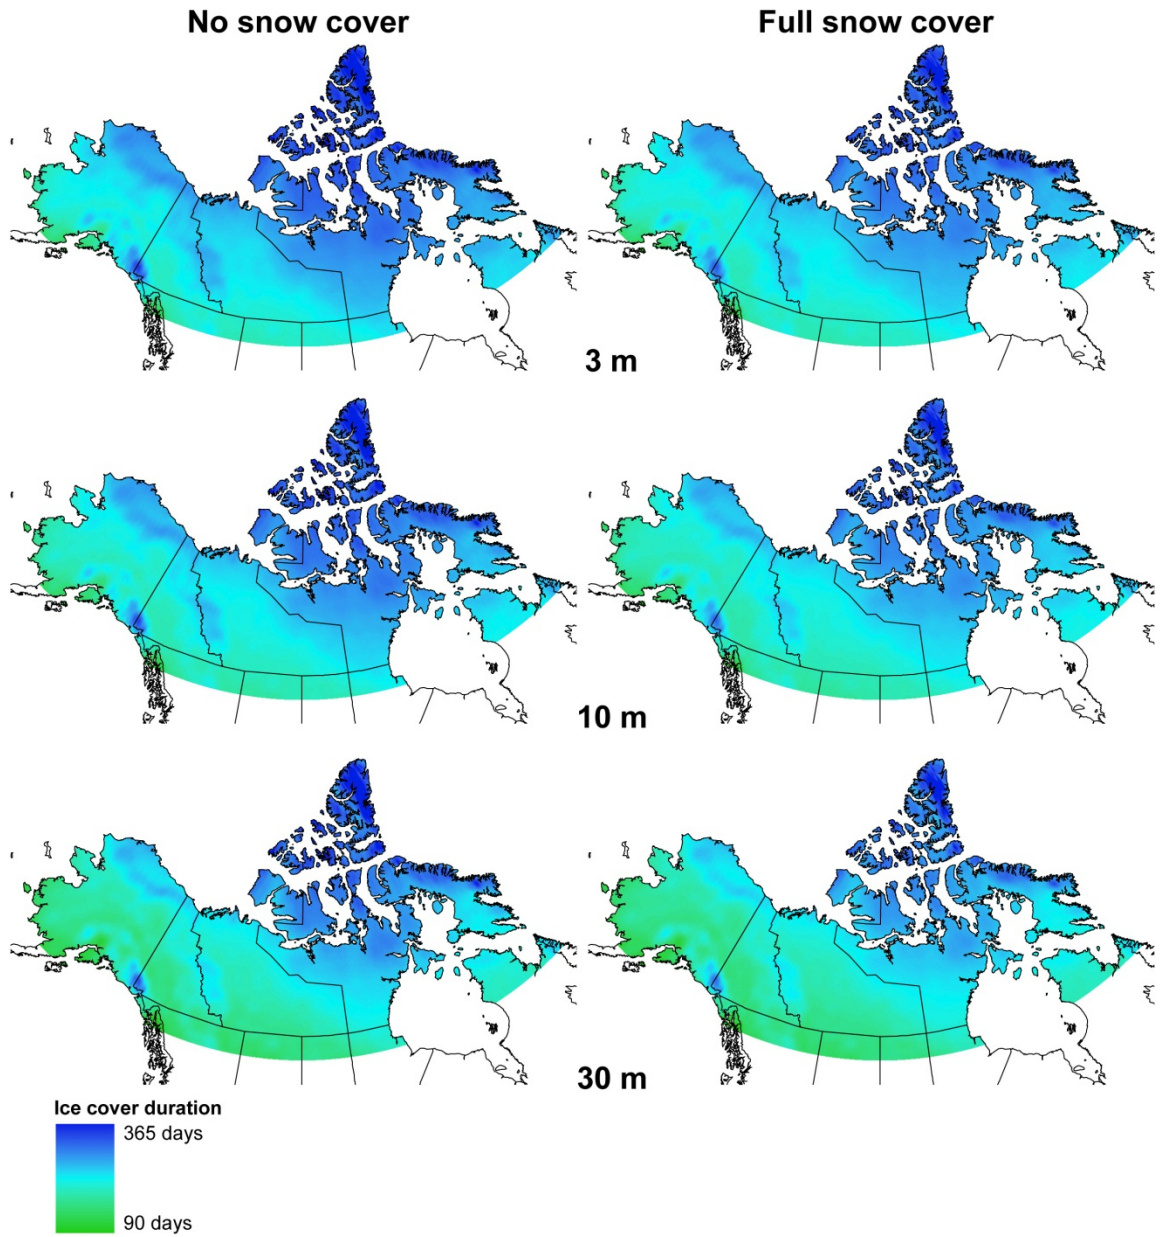 No snow cover
Full snow cover
3 m
10 m
30 m
Ice cover duration
365 days
90 days